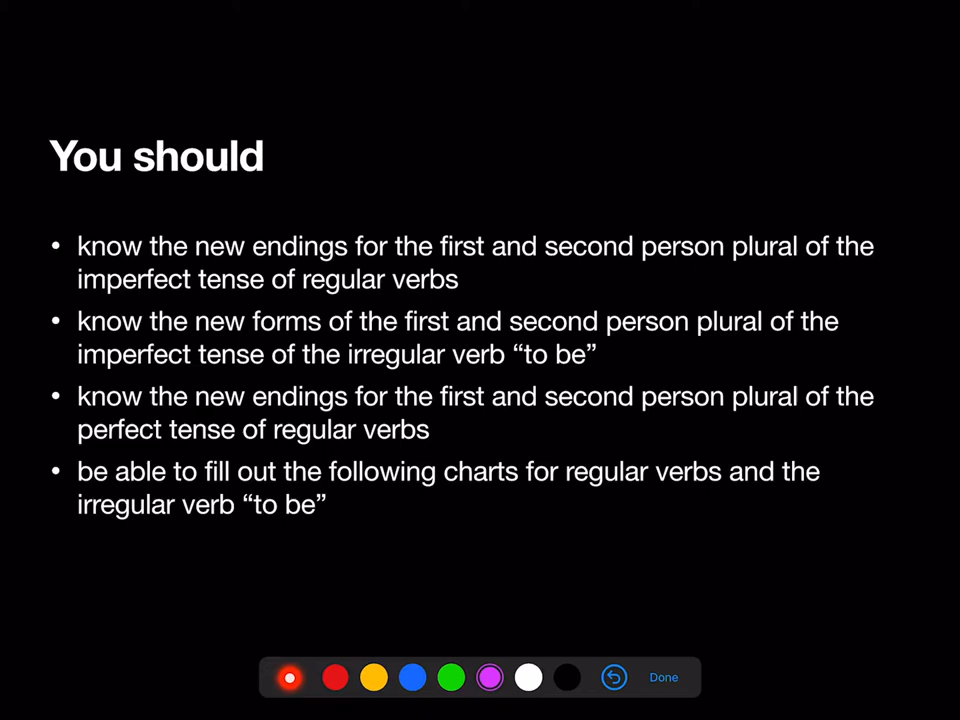 You should
• know the new endings for the first and second person plural of the
imperfect tense of regular verbs
• know the new forms of the first and second person plural of the
imperfect tense of the irregular verb “to be”
• know the new endings for the first and second person plural of the
perfect tense of regular verbs
• be able to fill out the following charts for regular verbs and the
irregular verb “to be”
Done